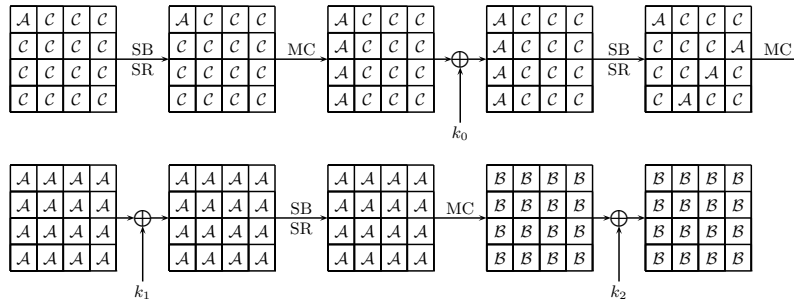 𝒜 𝒞 𝒞 𝒞 𝒜 𝒞 𝒞 𝒞 𝒜 𝒞 𝒞 𝒞 𝒜 𝒞 𝒞 𝒞 𝒜 𝒞 𝒞 𝒞
𝒞 𝒞 𝒞 𝒞 SB 𝒞 𝒞 𝒞 𝒞 MC 𝒜 𝒞 𝒞 𝒞 𝒜 𝒞 𝒞 𝒞 SB 𝒞 𝒞 𝒞 𝒜 MC
𝒞 𝒞 𝒞 𝒞 SR 𝒞 𝒞 𝒞 𝒞 𝒜 𝒞 𝒞 𝒞 𝒜 𝒞 𝒞 𝒞 SR 𝒞 𝒞 𝒜 𝒞
𝒞 𝒞 𝒞 𝒞 𝒞 𝒞 𝒞 𝒞 𝒜 𝒞 𝒞 𝒞 𝒜 𝒞 𝒞 𝒞 𝒞 𝒜 𝒞 𝒞
k₀
𝒜 𝒜 𝒜 𝒜 𝒜 𝒜 𝒜 𝒜 𝒜 𝒜 𝒜 𝒜 ℬ ℬ ℬ ℬ ℬ ℬ ℬ ℬ
𝒜 𝒜 𝒜 𝒜 𝒜 𝒜 𝒜 𝒜 SB 𝒜 𝒜 𝒜 𝒜 MC ℬ ℬ ℬ ℬ ℬ ℬ ℬ ℬ
𝒜 𝒜 𝒜 𝒜 𝒜 𝒜 𝒜 𝒜 SR 𝒜 𝒜 𝒜 𝒜 ℬ ℬ ℬ ℬ ℬ ℬ ℬ ℬ
𝒜 𝒜 𝒜 𝒜 𝒜 𝒜 𝒜 𝒜 𝒜 𝒜 𝒜 𝒜 ℬ ℬ ℬ ℬ ℬ ℬ ℬ ℬ
k₁ k₂